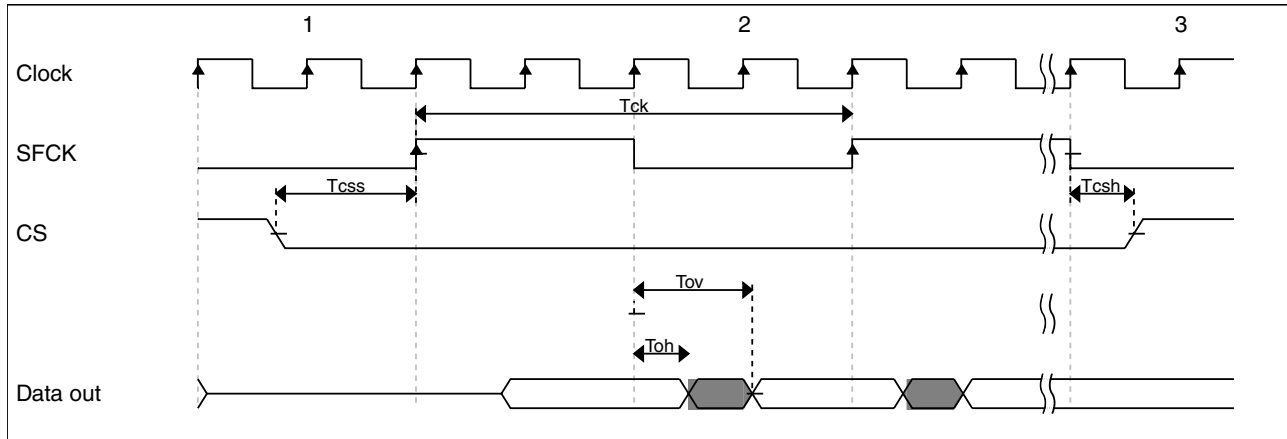 1 2 3
Clock
Tck
SFCK
Tcss Tcsh
CS
Tov
Toh
Data out